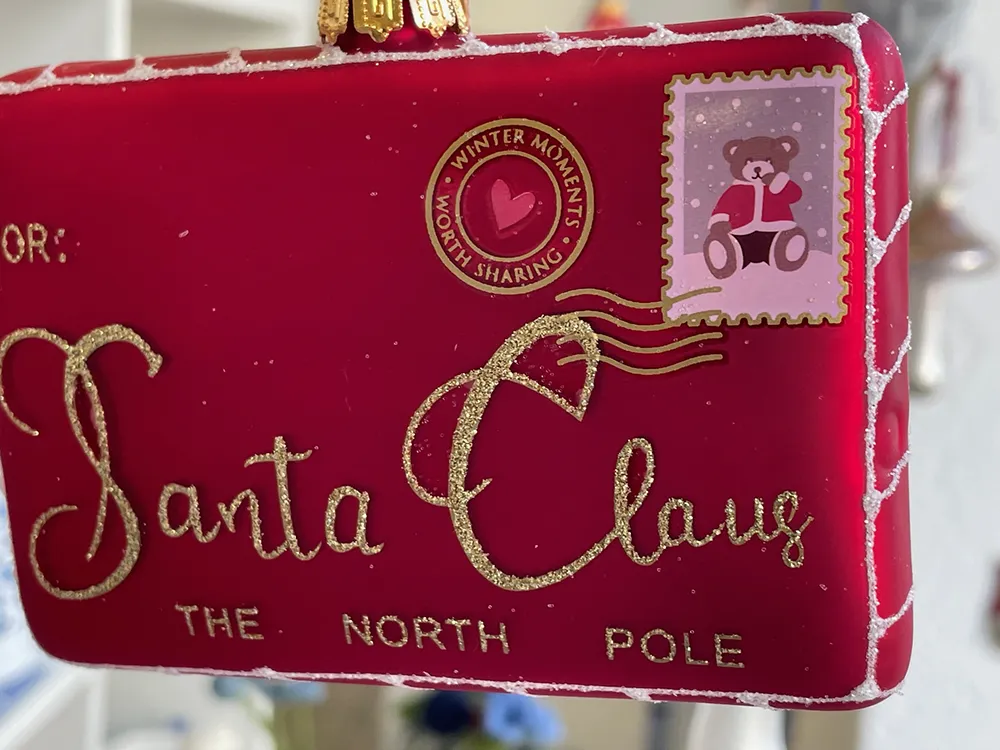 WINTER MOMENTS
WORTH SHARING
OR:
Santa Claus
THE NORTH POLE